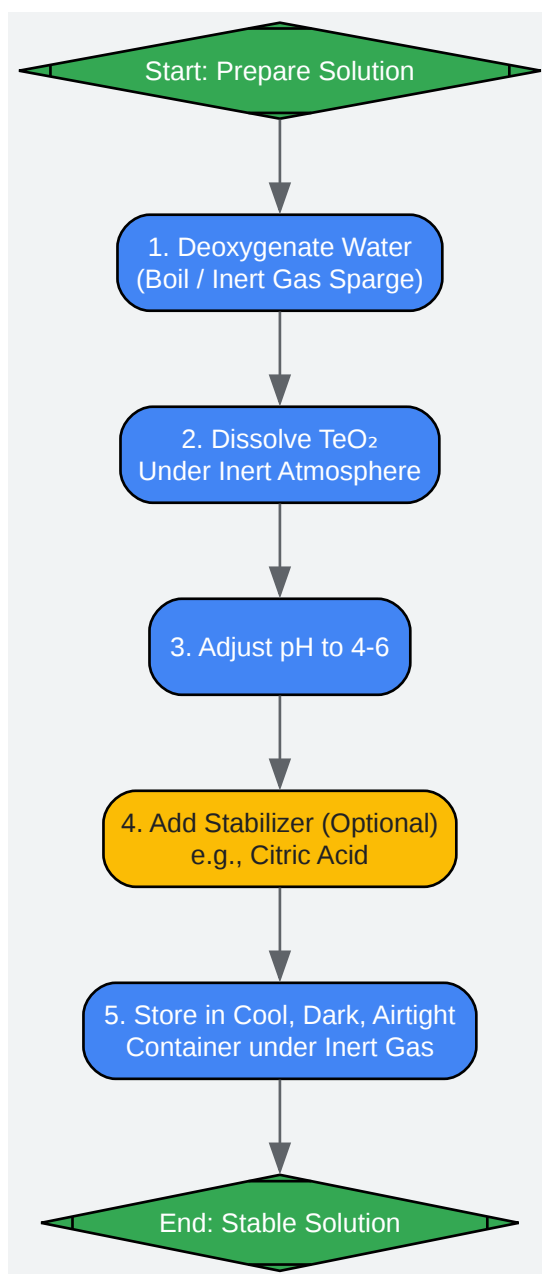 Start: Prepare Solution
1. Deoxygenate Water
(Boil / Inert Gas Sparge)
2. Dissolve TeO₂
Under Inert Atmosphere
3. Adjust pH to 4-6
4. Add Stabilizer (Optional)
e.g., Citric Acid
5. Store in Cool, Dark, Airtight
Container under Inert Gas
End: Stable Solution